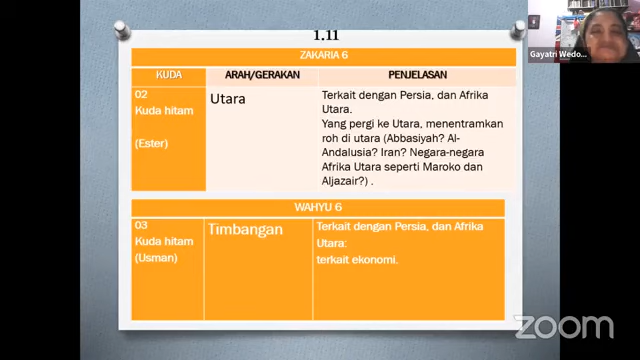 1.11
ZAKARIA 6
KUDA ARAH/GERAKAN PENJELASAN
02
Kuda hitam
(Ester)
Utara
Terkait dengan Persia, dan Afrika
Utara.
Yang pergi ke Utara, menentramkan
roh di utara (Abbasiyah? Al-
Andalusia? Iran? Negara-negara
Afrika Utara seperti Maroko dan
Aljazair?) .
WAHYU 6
03
Kuda hitam
(Usman)
Timbangan
Terkait dengan Persia, dan Afrika
Utara:
terkait ekonomi.
Gayatri Wedo...
zoom